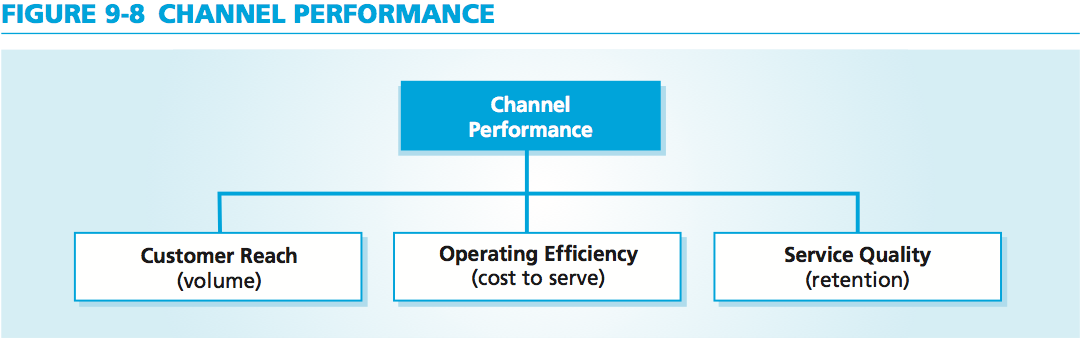 FIGURE 9-8 CHANNEL PERFORMANCE
Channel
Performance
Customer Reach
(volume)
Operating Efficiency
(cost to serve)
Service Quality
(retention)